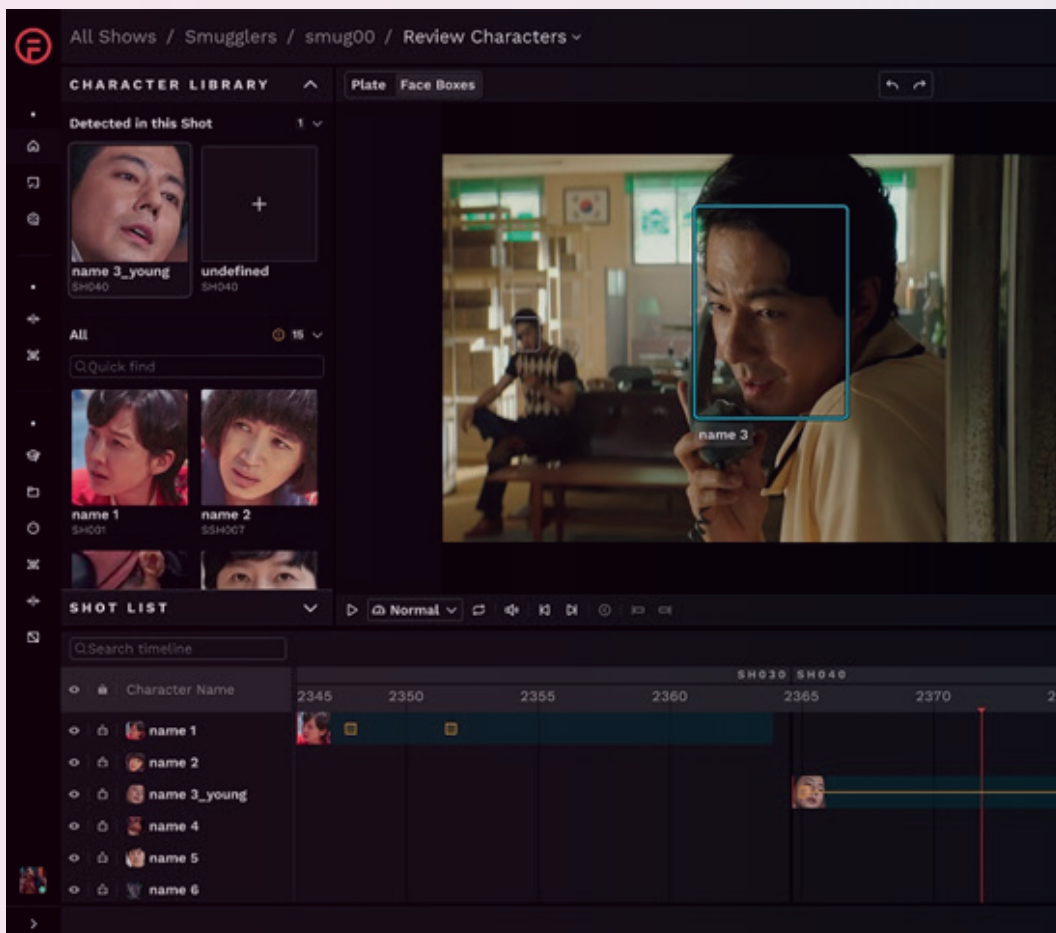 All Shows / Smugglers / smug00 / Review Characters
CHARACTER LIBRARY
Plate Face Boxes
Detected in this Shot 1
name 3_young
SH040
undefined
SH040
All 15
Quick find
name 1
SH001
name 2
SSH007
name 3
SHOT LIST
Normal
Search timeline
SH030 SH040
Character Name
2345 2350 2355 2360 2365 2370 2
name 1
name 2
name 3_young
name 4
name 5
name 6